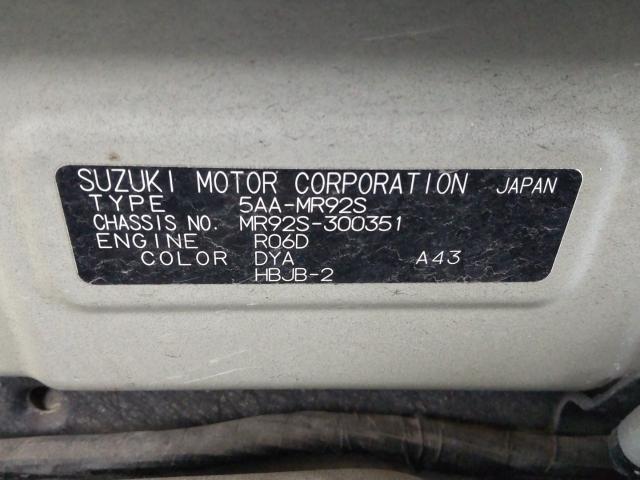 SUZUKI MOTOR CORPORATION JAPAN
TYPE 5AA-MR92S
CHASSIS NO. MR92S-300351
ENGINE R06D
COLOR DYA A43
HBJB-2